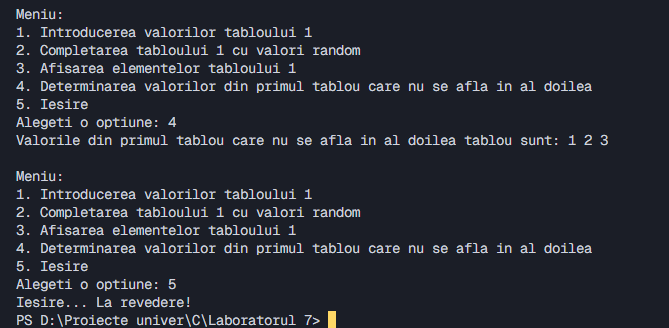 Meniu:
1. Introducerea valorilor tabloului 1
2. Completarea tabloului 1 cu valori random
3. Afisarea elementelor tabloului 1
4. Determinarea valorilor din primul tablou care nu se afla in al doilea
5. Iesire
Alegeti o optiune: 4
Valorile din primul tablou care nu se afla in al doilea tablou sunt: 1 2 3

Meniu:
1. Introducerea valorilor tabloului 1
2. Completarea tabloului 1 cu valori random
3. Afisarea elementelor tabloului 1
4. Determinarea valorilor din primul tablou care nu se afla in al doilea
5. Iesire
Alegeti o optiune: 5
Iesire... La revedere!
PS D:\Proiecte univer\C\Laboratorul 7>